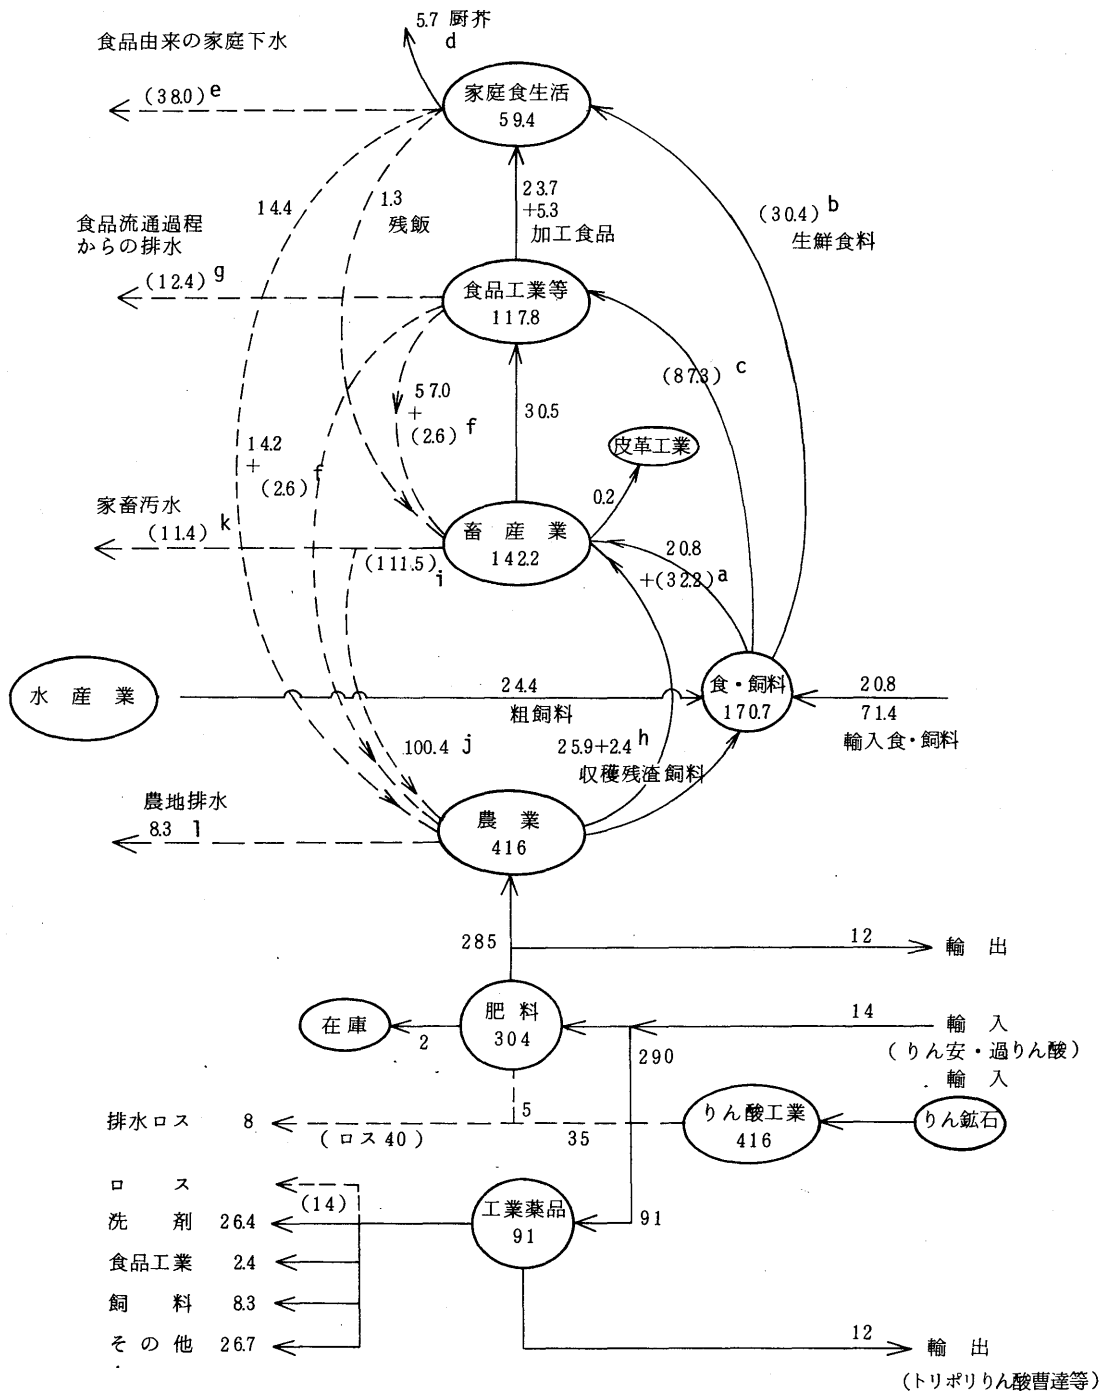 5.7 厨芥
d
食品由来の家庭下水
(38.0) e
家庭食生活
59.4
14.4
1.3
残飯
23.7
+5.3
加工食品
(30.4) b
生鮮食料
食品流通過程
からの排水
(12.4) g
食品工業等
117.8
(87.3) c
57.0
+
(2.6) f
30.5
皮革工業
14.2
+
(2.6) f
0.2
家畜汚水
(11.4) k
畜産業
142.2
(111.5) i
20.8
+(32.2) a
水産業
24.4
粗飼料
食・飼料
170.7
20.8
71.4
輸入食・飼料
100.4 j
25.9+2.4 h
収穫残渣飼料
農地排水
8.3 l
農業
416
285
12
輸出
在庫
2
肥料
304
14
輸入
(りん安・過りん酸)
290
輸入
排水ロス 8
(ロス40)
5
35
りん酸工業
416
りん鉱石
ロス
(14)
洗剤 26.4
工業薬品
91
91
食品工業 2.4
飼料 8.3
その他 26.7
12
輸出
(トリポリりん酸曹達等)